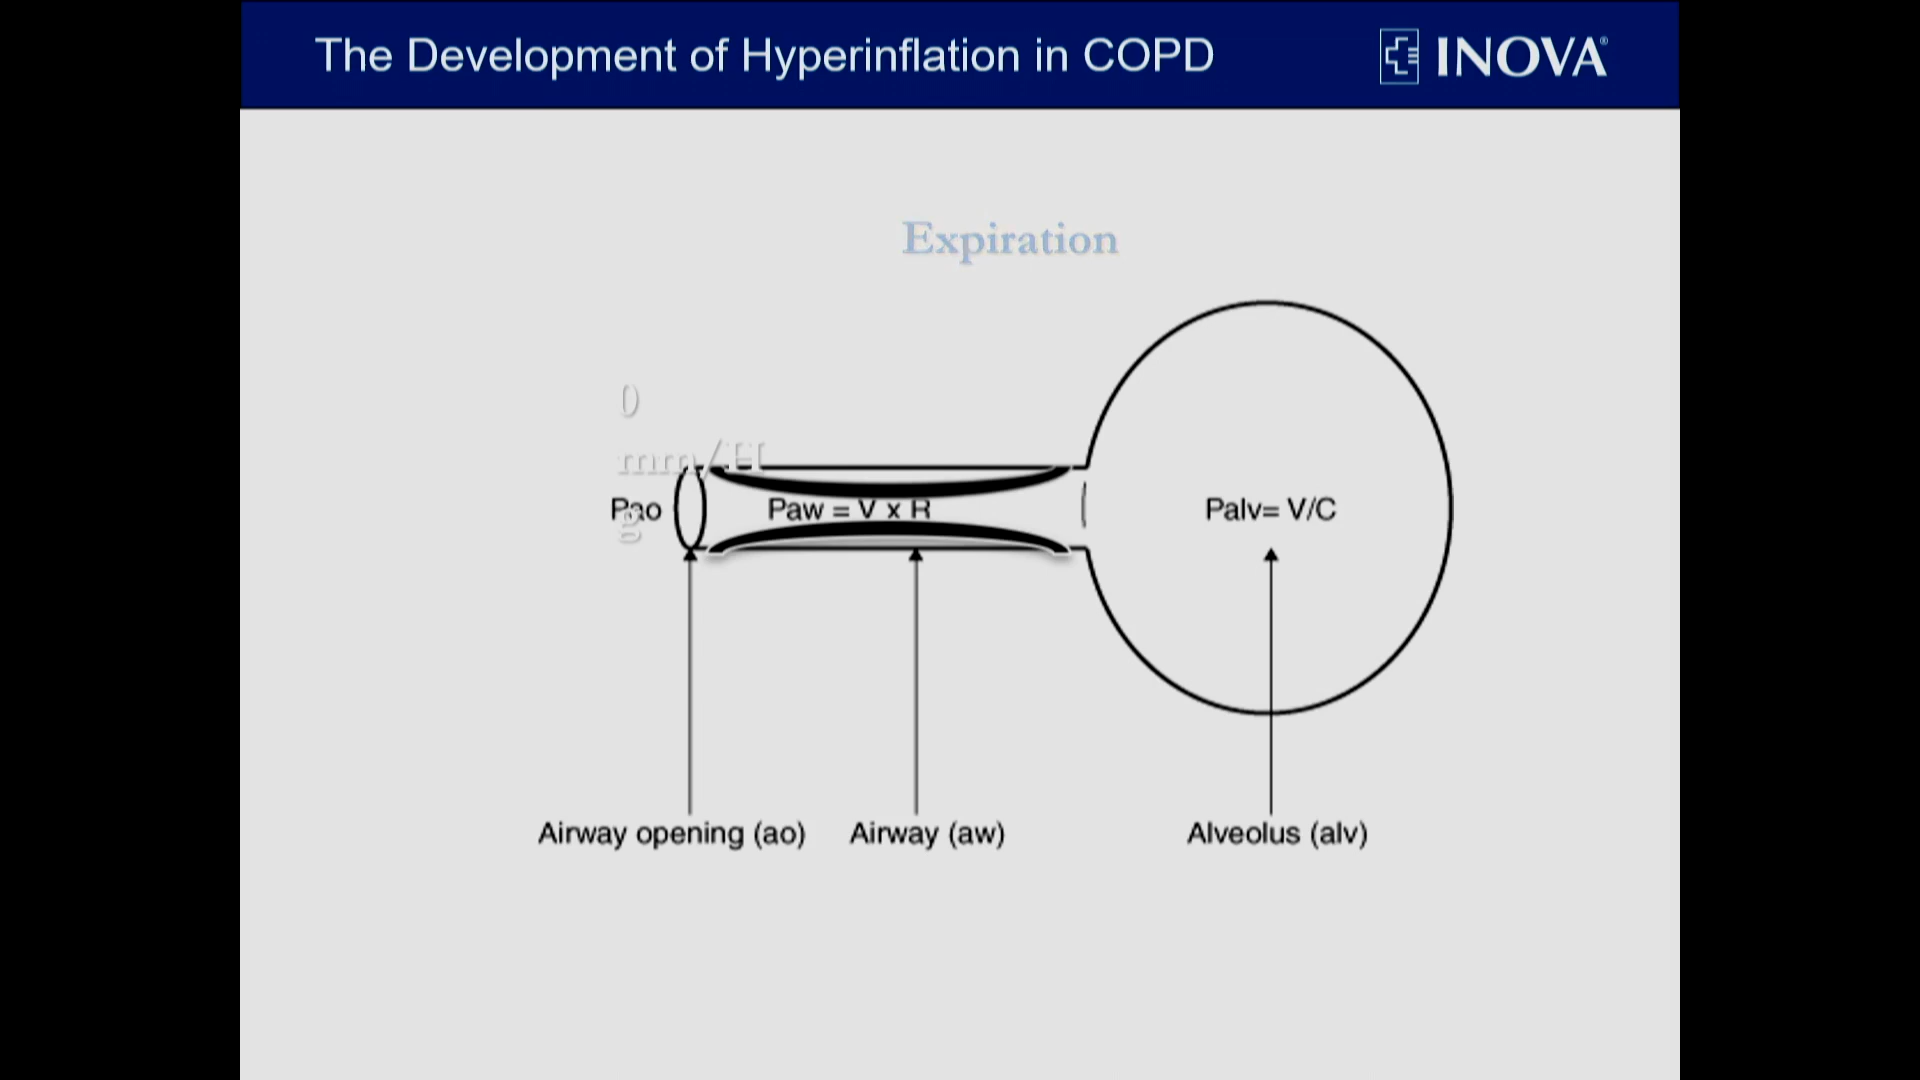 The Development of Hyperinflation in COPD
INOVA®
Expiration
0
mm/H
g
Pao
Paw = V x R
Palv= V/C
Airway opening (ao)
Airway (aw)
Alveolus (alv)